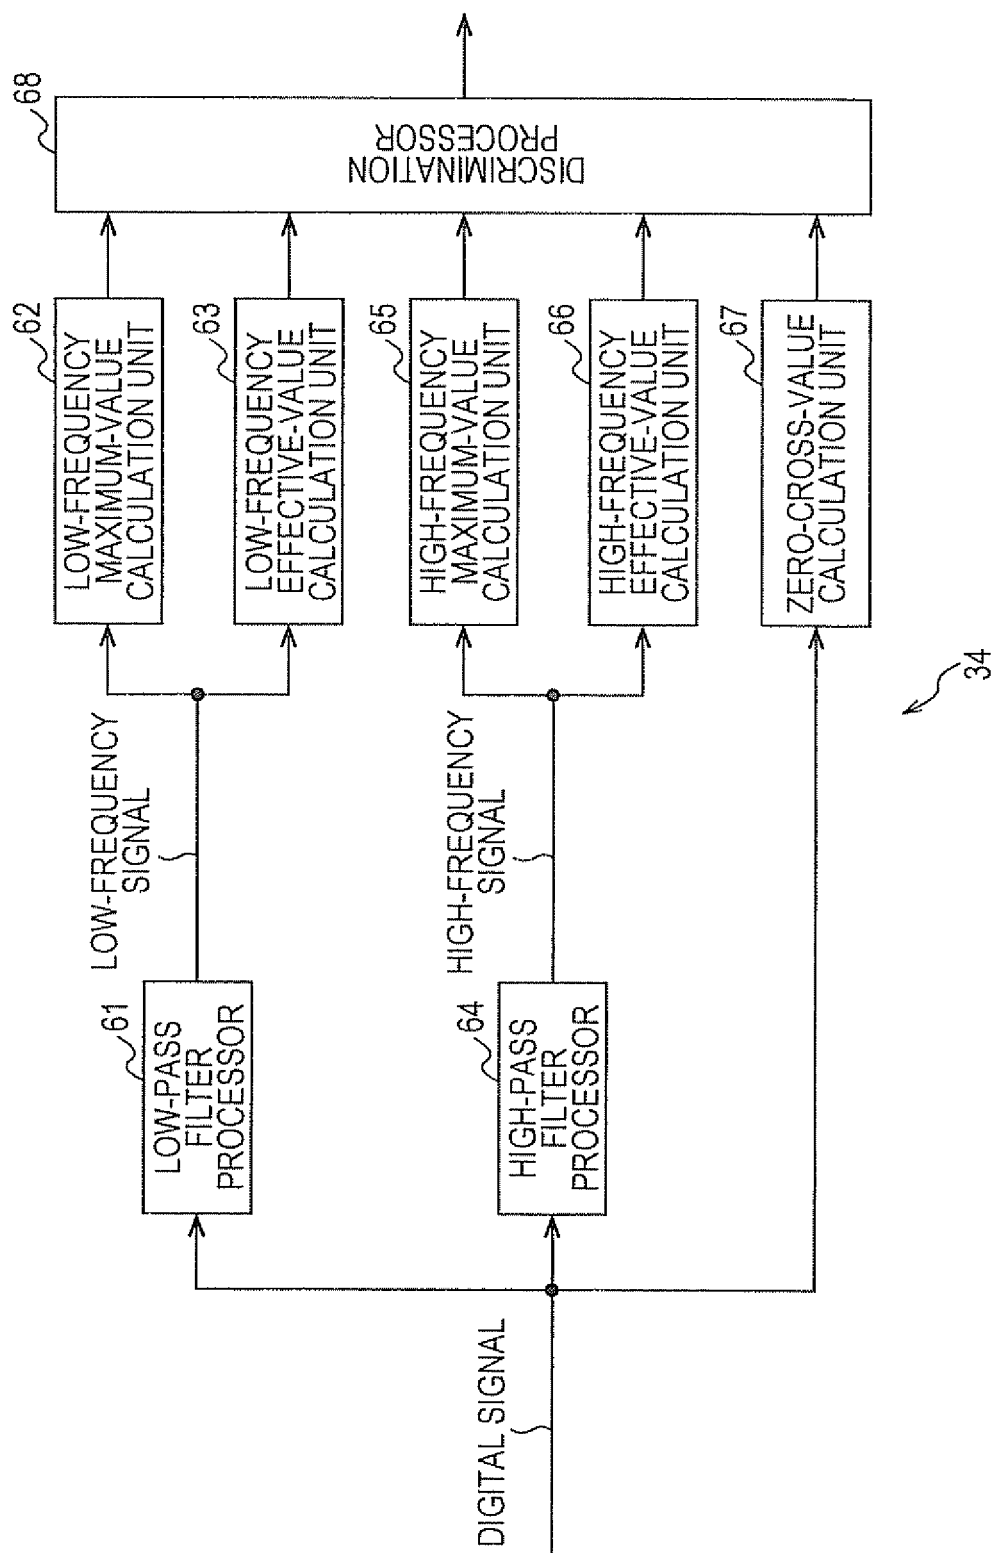 DIGITAL SIGNAL
61
LOW-PASS
FILTER
PROCESSOR
LOW-FREQUENCY
SIGNAL
64
HIGH-PASS
FILTER
PROCESSOR
HIGH-FREQUENCY
SIGNAL
62
LOW-FREQUENCY
MAXIMUM-VALUE
CALCULATION UNIT
63
LOW-FREQUENCY
EFFECTIVE-VALUE
CALCULATION UNIT
65
HIGH-FREQUENCY
MAXIMUM-VALUE
CALCULATION UNIT
66
HIGH-FREQUENCY
EFFECTIVE-VALUE
CALCULATION UNIT
67
ZERO-CROSS-VALUE
CALCULATION UNIT
68
DISCRIMINATION
PROCESSOR
34